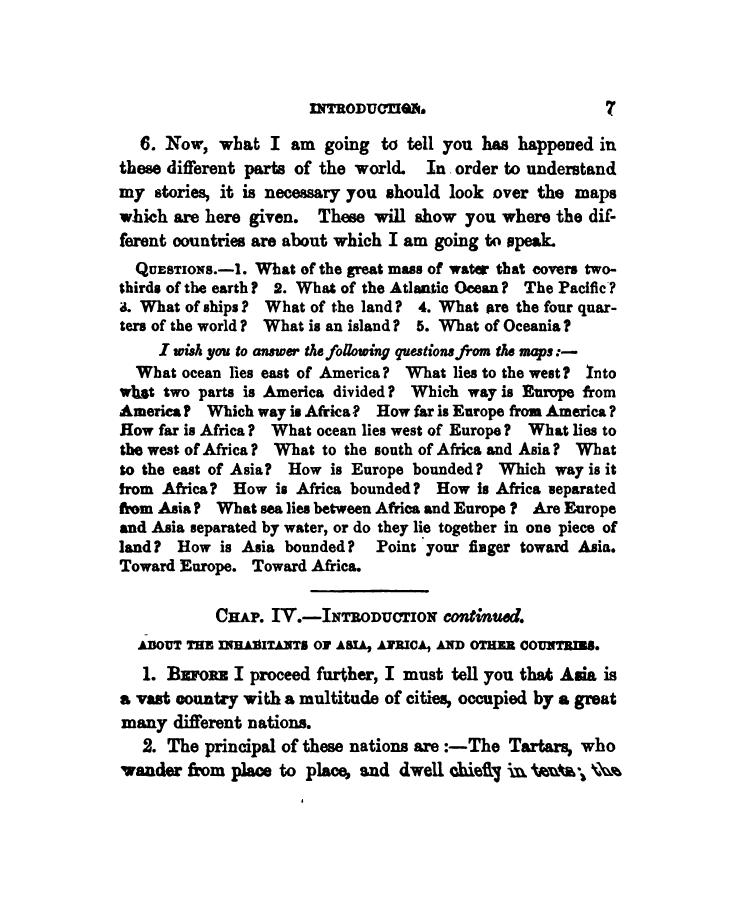 INTRODUCTION. 7
6. Now, what I am going to tell you has happened in
these different parts of the world. In order to understand
my stories, it is necessary you should look over the maps
which are here given. These will show you where the dif-
ferent countries are about which I am going to speak.
QUESTIONS.—1. What of the great mass of water that covers two-
thirds of the earth? 2. What of the Atlantic Ocean? The Pacific?
3. What of ships? What of the land? 4. What are the four quar-
ters of the world? What is an island? 5. What of Oceania?
I wish you to answer the following questions from the maps:—
What ocean lies east of America? What lies to the west? Into
what two parts is America divided? Which way is Europe from
America? Which way is Africa? How far is Europe from America?
How far is Africa? What ocean lies west of Europe? What lies to
the west of Africa? What to the south of Africa and Asia? What
to the east of Asia? How is Europe bounded? Which way is it
from Africa? How is Africa bounded? How is Africa separated
from Asia? What sea lies between Africa and Europe? Are Europe
and Asia separated by water, or do they lie together in one piece of
land? How is Asia bounded? Point your finger toward Asia.
Toward Europe. Toward Africa.
CHAP. IV.—INTRODUCTION continued.
ABOUT THE INHABITANTS OF ASIA, AFRICA, AND OTHER COUNTRIES.
1. BEFORE I proceed further, I must tell you that Asia is
a vast country with a multitude of cities, occupied by a great
many different nations.
2. The principal of these nations are:—The Tartars, who
wander from place to place, and dwell chiefly in tents; the